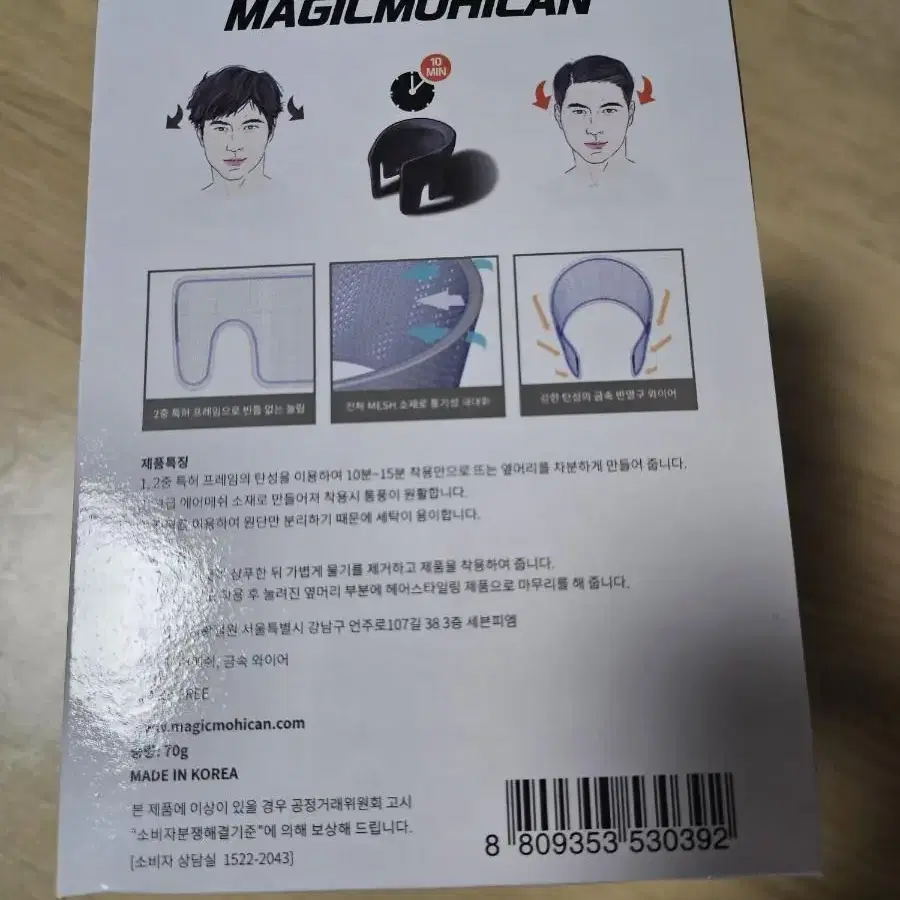 MAGICMOHICAN
10
MIN
2중 특허 프레임으로 빈틈 없는 눌림
전체 MESH 소재로 통기성 극대화
강한 탄성의 금속 반영구 와이어
제품특징
1. 2중 특허 프레임의 탄성을 이용하여 10분~15분 착용만으로 뜨는 옆머리를 차분하게 만들어 줍니다.
에어매쉬 소재로 만들어져 착용시 통풍이 원활합니다.
이용하여 원단만 분리하기 때문에 세탁이 용이합니다.
샴푸한 뒤 가볍게 물기를 제거하고 제품을 착용하여 줍니다.
착용 후 눌려진 옆머리 부분에 헤어스타일링 제품으로 마무리를 해 줍니다.
서울특별시 강남구 언주로107길 38.3층 세븐피엠
금속 와이어
FREE
www.magicmohican.com
중량: 70g
MADE IN KOREA
본 제품에 이상이 있을 경우 공정거래위원회 고시
“소비자분쟁해결기준”에 의해 보상해 드립니다.
[소비자 상담실 1522-2043]
8 809353 530392